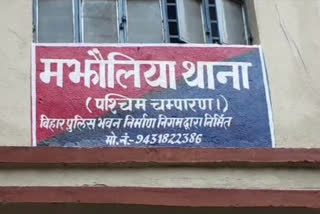 मझौलिया थाना
(पश्चिम चम्पारण।)
बिहार पुलिस भवन निर्माण निगम द्वारा निर्मित
मो.नं:-9431822386